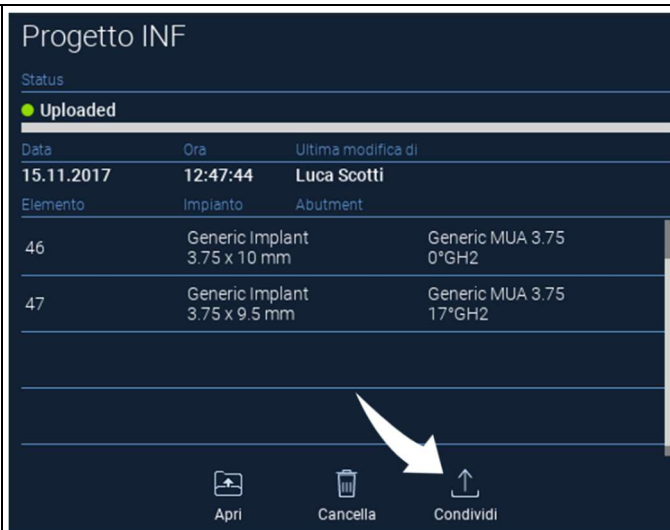 Progetto INF
Status
Uploaded
Data Ora Ultima modifica di
15.11.2017 12:47:44 Luca Scotti
Elemento Impianto Abutment
46 Generic Implant Generic MUA 3.75
3.75 x 10 mm 0°GH2
47 Generic Implant Generic MUA 3.75
3.75 x 9.5 mm 17°GH2
Apri Cancella Condividi